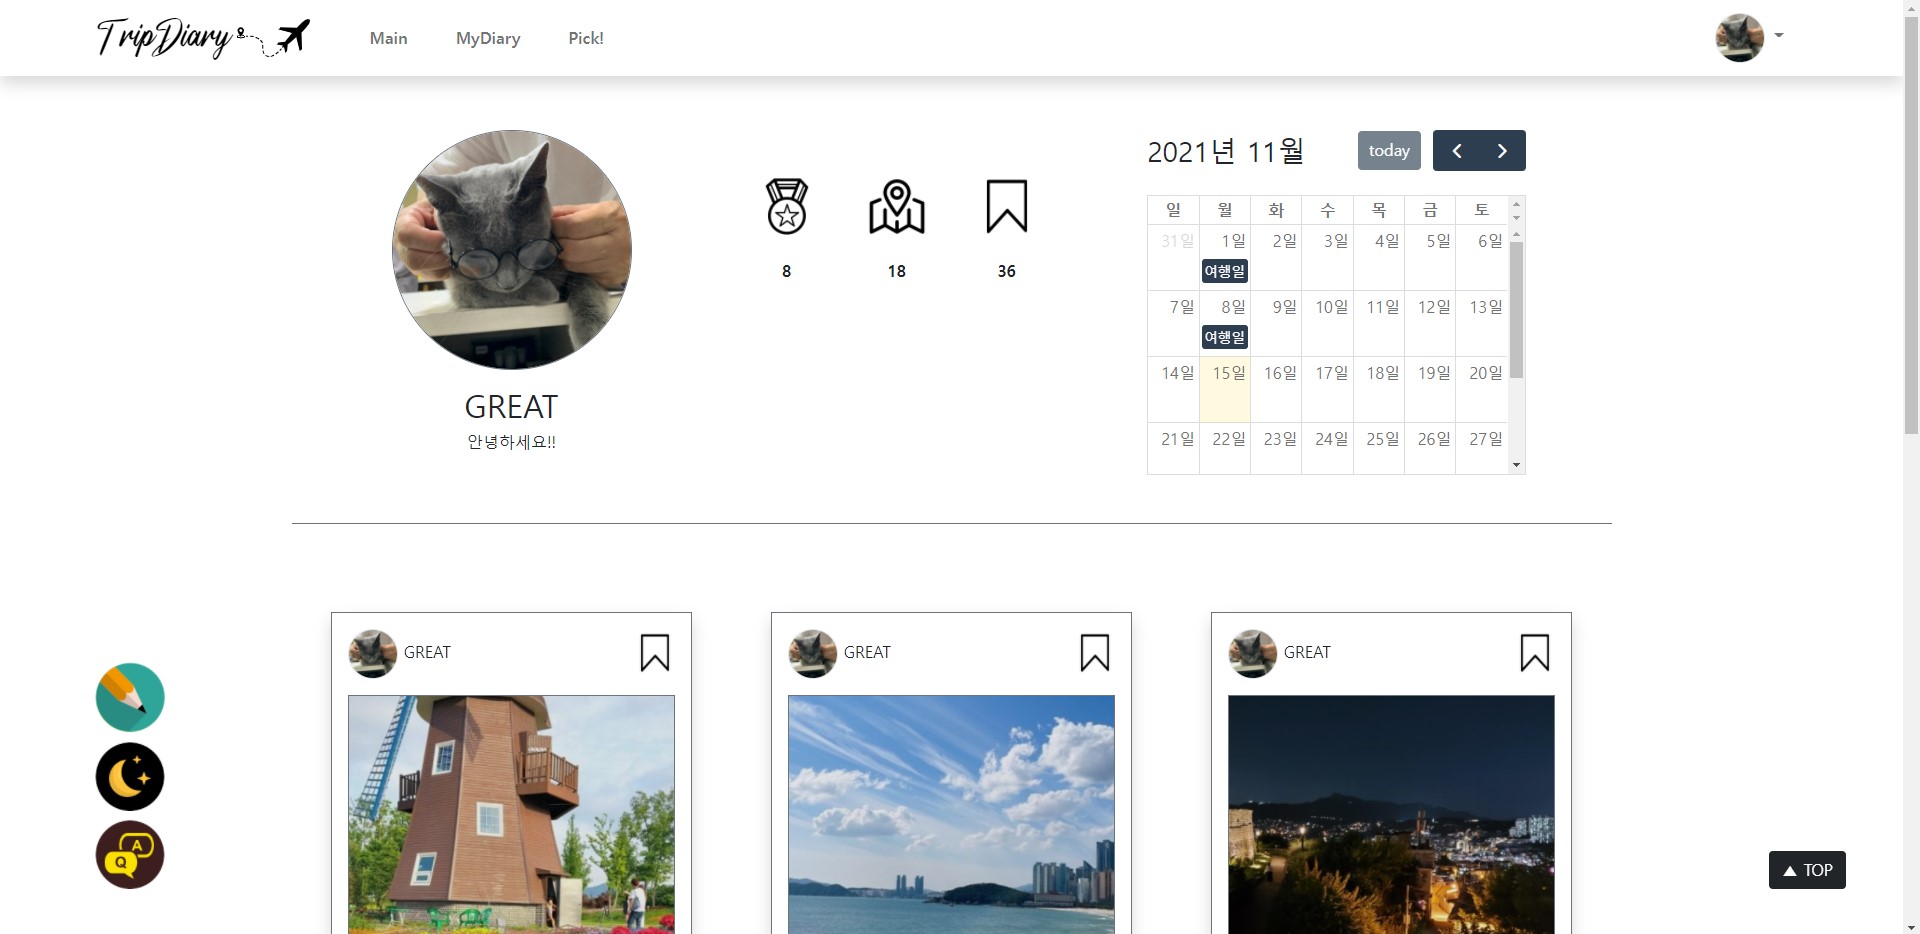 TripDiary
Main
MyDiary
Pick!
8
18
36
GREAT
안녕하세요!!
2021년 11월
today
일 월 화 수 목 금 토
31일 1일 2일 3일 4일 5일 6일
여행일
7일 8일 9일 10일 11일 12일 13일
여행일
14일 15일 16일 17일 18일 19일 20일
21일 22일 23일 24일 25일 26일 27일
GREAT
GREAT
GREAT
A
Q
▲ TOP